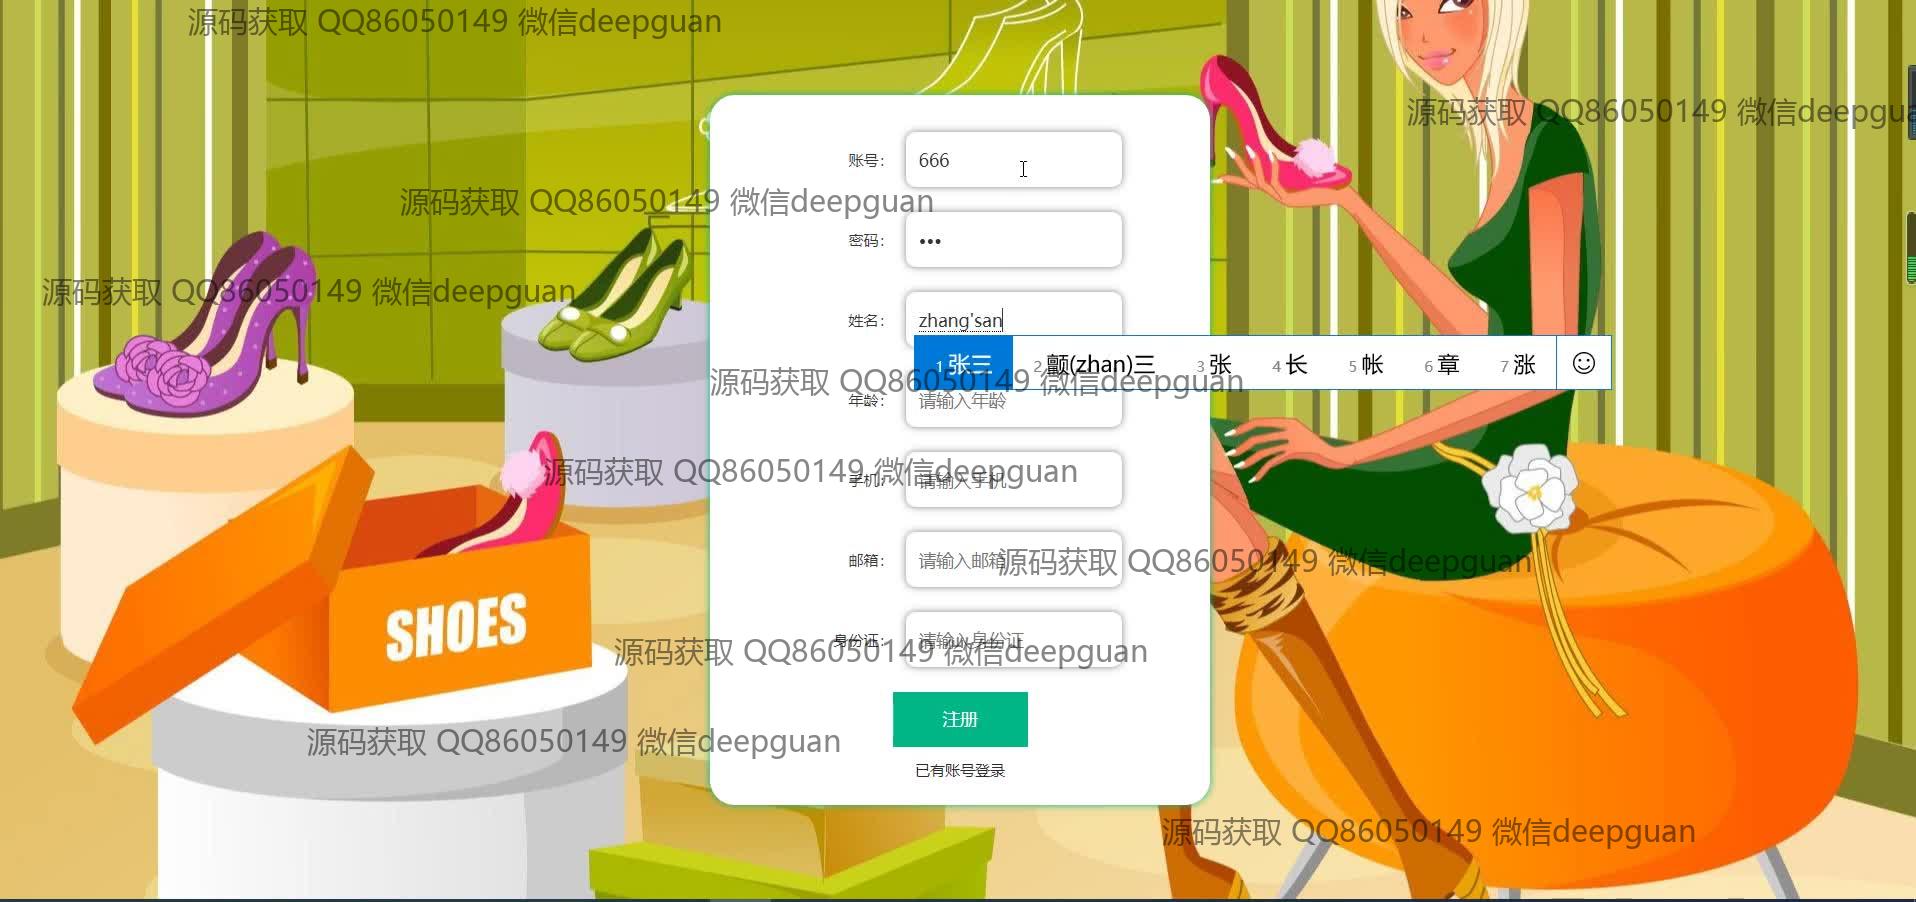 源码获取 QQ86050149 微信deepguan
源码获取 QQ86050149 微信deepgua
账号： 666
源码获取 QQ86050149 微信deepguan
密码： •••
源码获取 QQ86050149 微信deepguan
姓名： zhang'san
1 张三 2 颤(zhan)三 3 张 4 长 5 帐 6 章 7 涨
源码获取 QQ86050149 微信deepguan
年龄： 请输入年龄
源码获取 QQ86050149 微信deepguan
手机： 请输入手机
邮箱： 请输入邮箱
源码获取 QQ86050149 微信deepguan
SHOES
身份证： 请输入身份证
源码获取 QQ86050149 微信deepguan
注册
源码获取 QQ86050149 微信deepguan
已有账号登录
源码获取 QQ86050149 微信deepguan